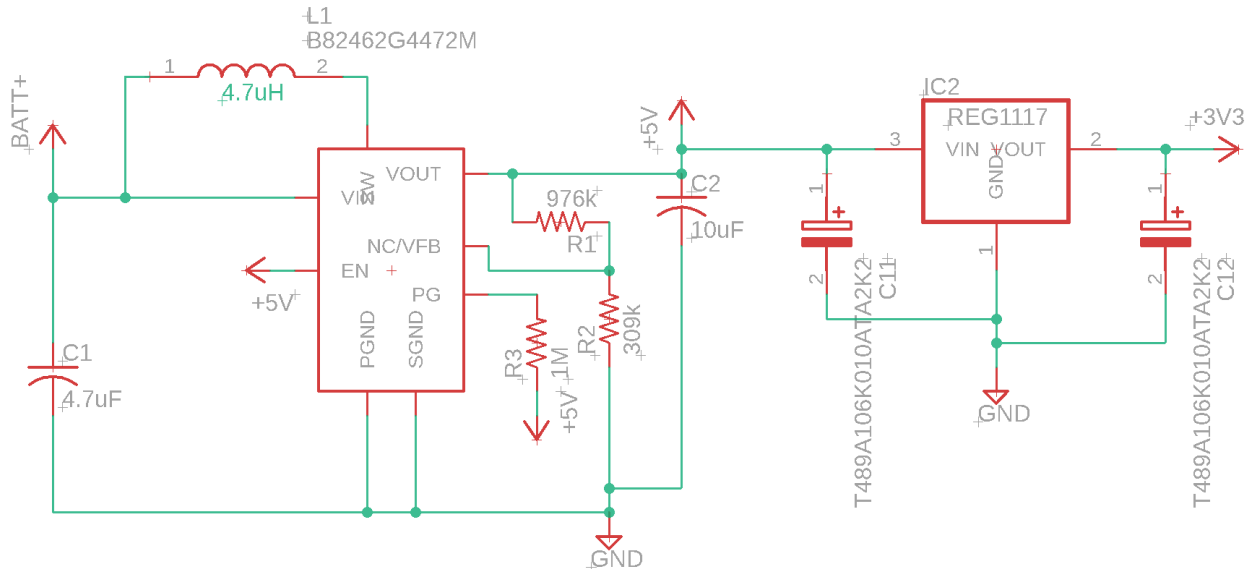 L1
B82462G4472M
1
2
4.7uH
BATT+
VIN
SW
VOUT
NC/VFB
EN
PG
PGND
SGND
+5V
976k
R1
R2
309k
R3
1M
+5V
C1
4.7uF
+5V
C2
10uF
GND
IC2
REG1117
3
VIN
VOUT
GND
2
1
+3V3
1
2
C11
T489A106K010ATA2K2
1
2
C12
T489A106K010ATA2K2
GND